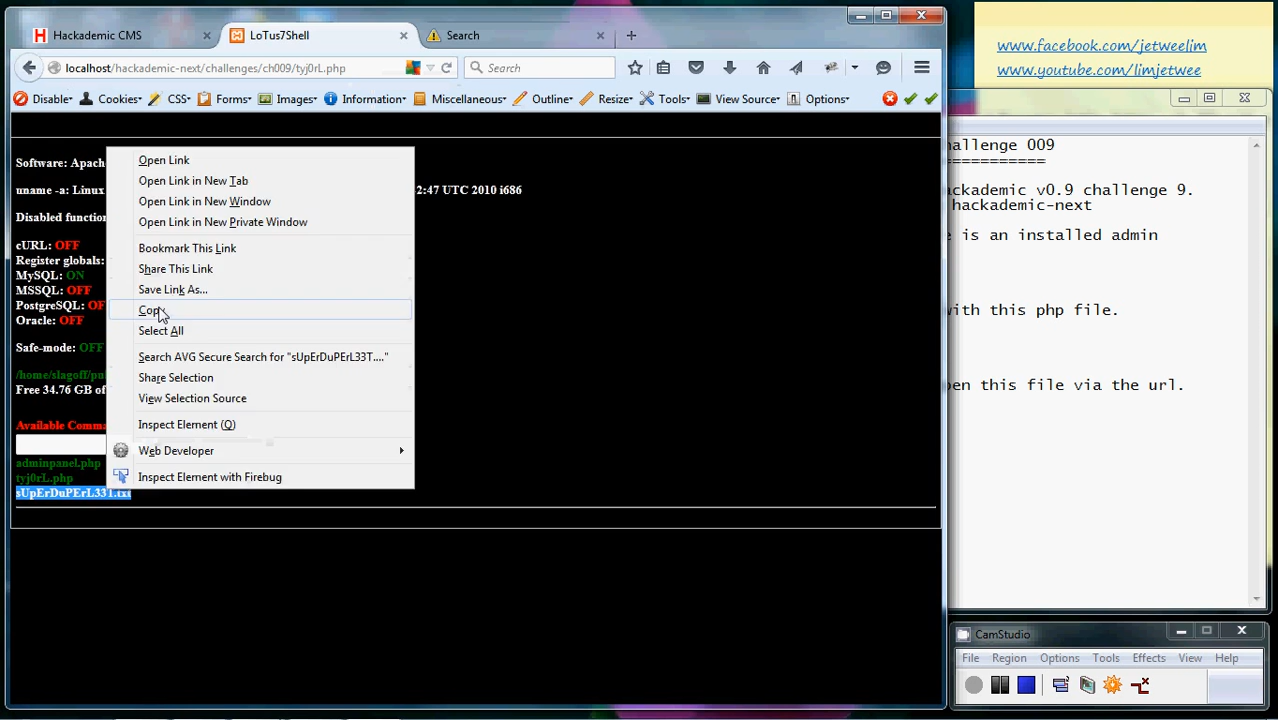 Hackademic CMS
LoTus7Shell
Search
www.facebook.com/jetweelim
www.youtube.com/limjetwee
localhost/hackademic-next/challenges/ch009/tyj0rL.php
Search
Disable
Cookies
CSS
Forms
Images
Information
Miscellaneous
Outline
Resize
Tools
View Source
Options
Software: Apach
uname -a: Linux
2:47 UTC 2010 i686
Disabled function
cURL: OFF
Register globals:
MySQL: ON
MSSQL: OFF
PostgreSQL: OF
Oracle: OFF
Safe-mode: OFF
/home/slagoff/pu
Free 34.76 GB of
Available Comma
adminpanel.php
tyj0rL.php
sUpErDuPErL33T.txt
Open Link
Open Link in New Tab
Open Link in New Window
Open Link in New Private Window
Bookmark This Link
Share This Link
Save Link As...
Copy
Select All
Search AVG Secure Search for "sUpErDuPErL33T...."
Share Selection
View Selection Source
Inspect Element (Q)
Web Developer
Inspect Element with Firebug
allenge 009
===========
ackademic v0.9 challenge 9.
hackademic-next
e is an installed admin
with this php file.
pen this file via the url.
CamStudio
File
Region
Options
Tools
Effects
View
Help